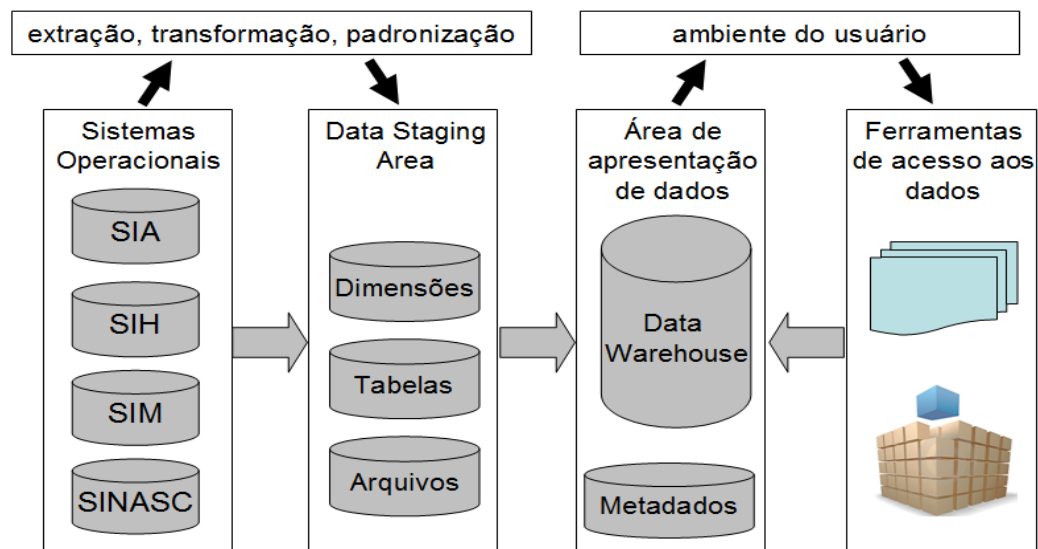 extração, transformação, padronização
ambiente do usuário
Sistemas
Operacionais
SIA
SIH
SIM
SINASC
Data Staging
Area
Dimensões
Tabelas
Arquivos
Área de
apresentação
de dados
Data
Warehouse
Metadados
Ferramentas
de acesso aos
dados